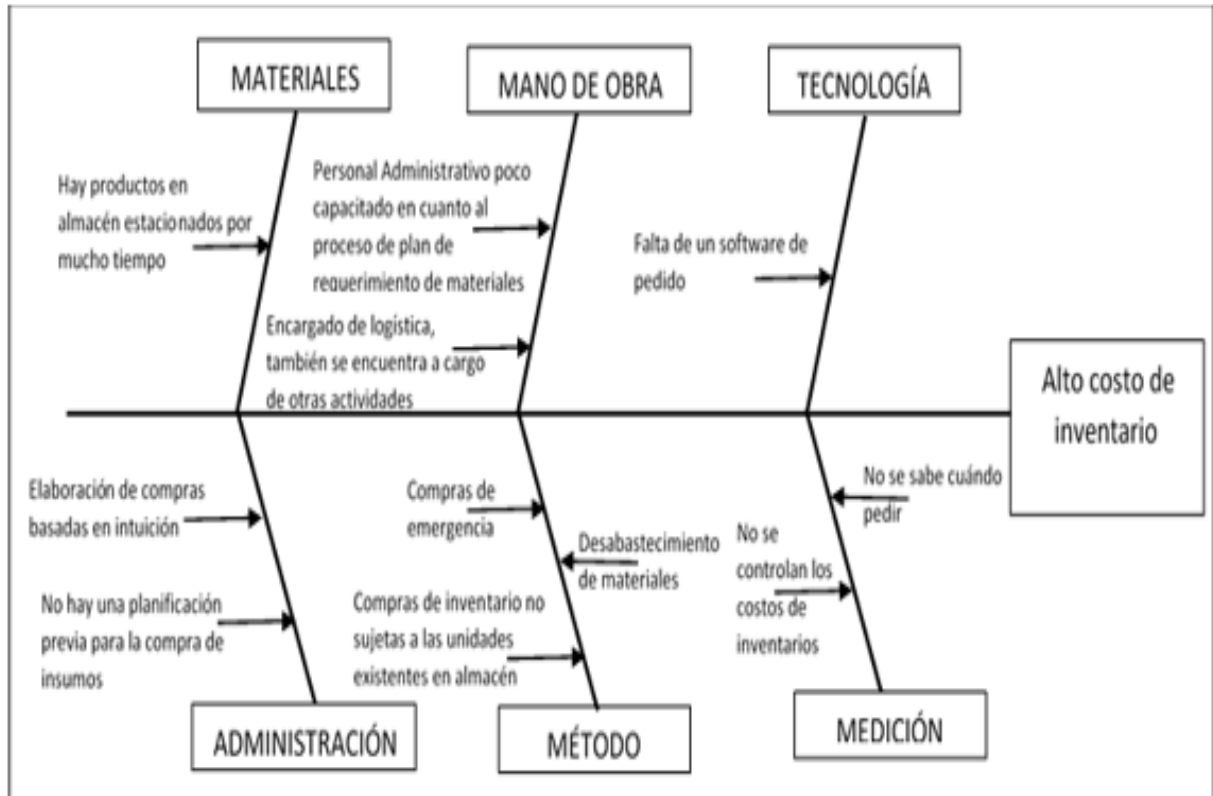 MATERIALES
MANO DE OBRA
TECNOLOGÍA
Hay productos en
almacén estacionados por
mucho tiempo
Personal Administrativo poco
capacitado en cuanto al
proceso de plan de
requerimiento de materiales
Encargado de logística,
también se encuentra a cargo
de otras actividades
Falta de un software de
pedido
Alto costo de
inventario
Elaboración de compras
basadas en intuición
No hay una planificación
previa para la compra de
insumos
Compras de
emergencia
Desabastecimiento
de materiales
Compras de inventario no
sujetas a las unidades
existentes en almacén
No se sabe cuándo
pedir
No se
controlan los
costos de
inventarios
ADMINISTRACIÓN
MÉTODO
MEDICIÓN